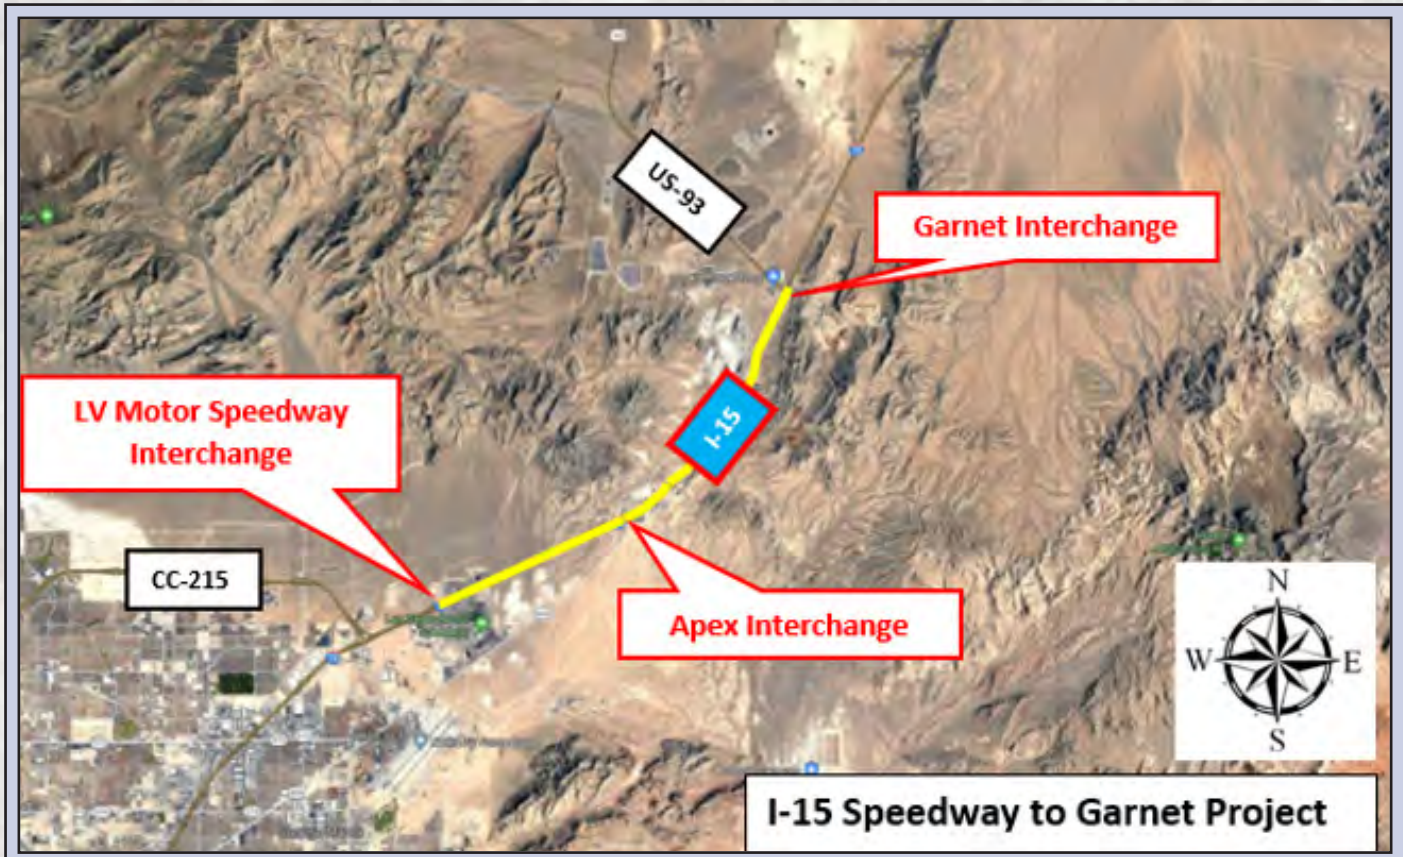 US-93
Garnet Interchange
I-15
LV Motor Speedway
Interchange
CC-215
Apex Interchange
N
W
E
S
I-15 Speedway to Garnet Project